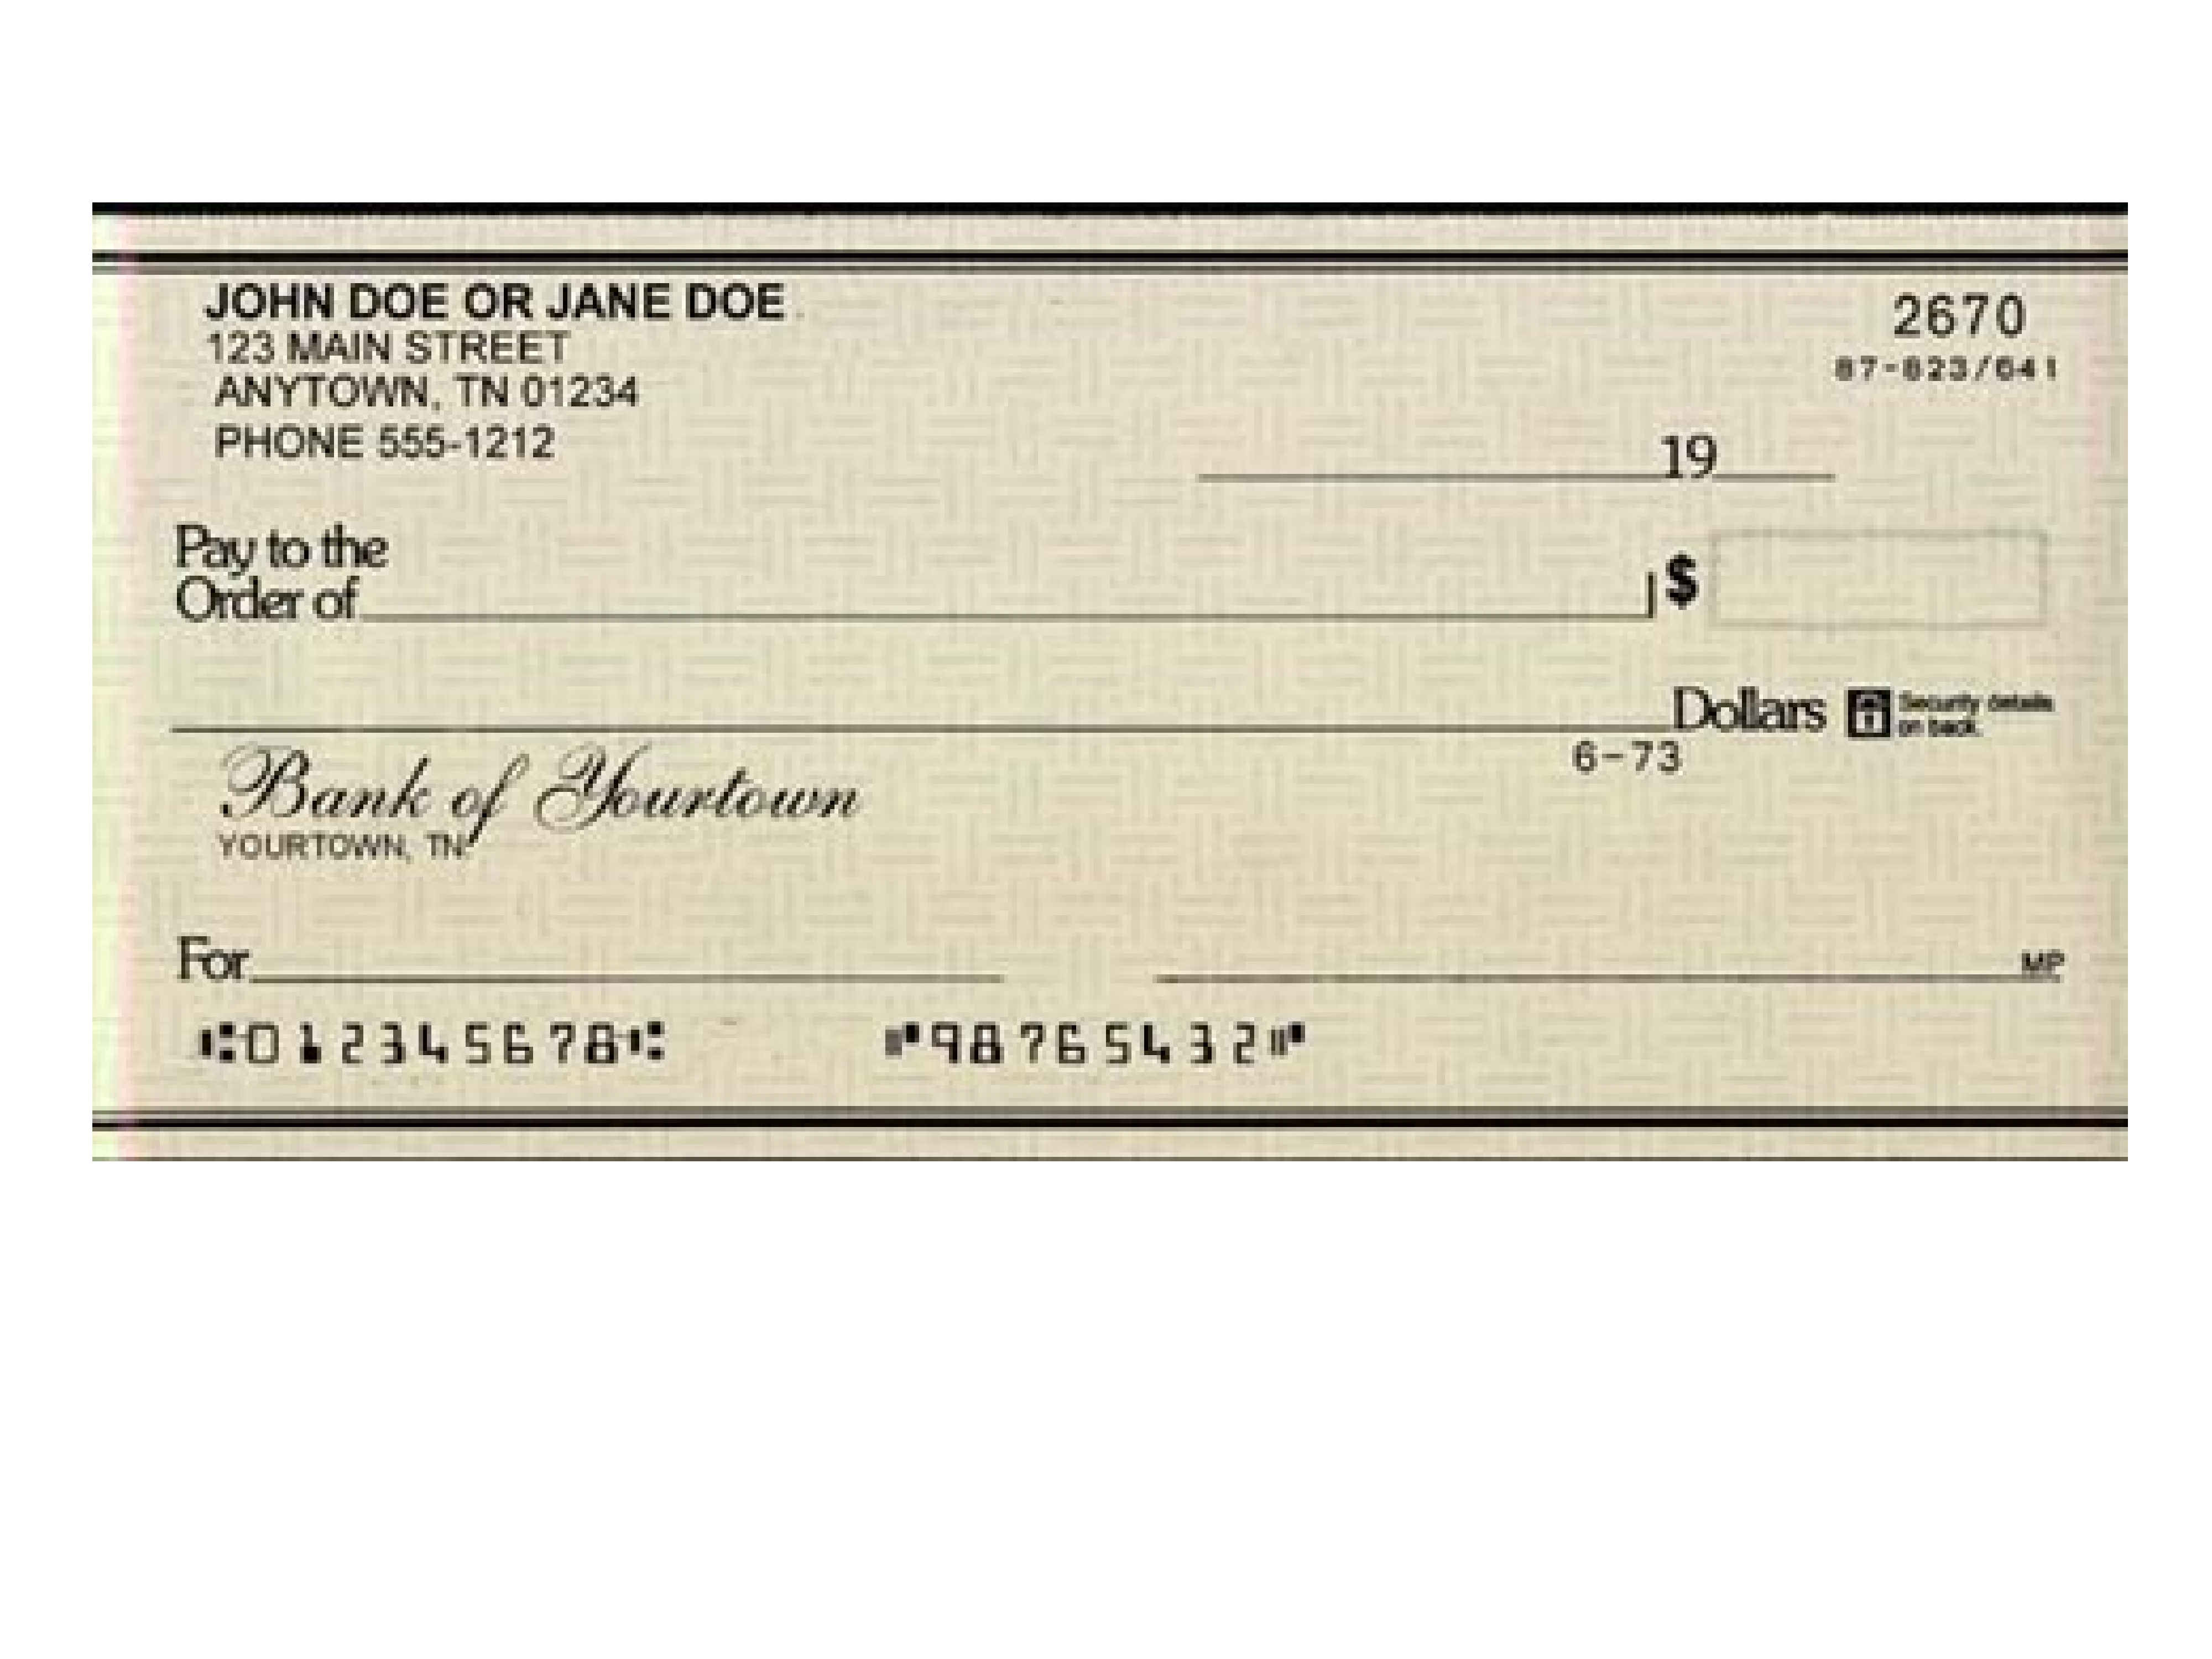 JOHN DOE OR JANE DOE
2670
123 MAIN STREET
87-823/641
ANYTOWN, TN 01234
PHONE 555-1212
19
Pay to the
Order of
$
Dollars
Security details
on back.
6-73
Bank of Yourtown
YOURTOWN, TN
For
MP
⑆012345678⑆ ⑈98765432⑈